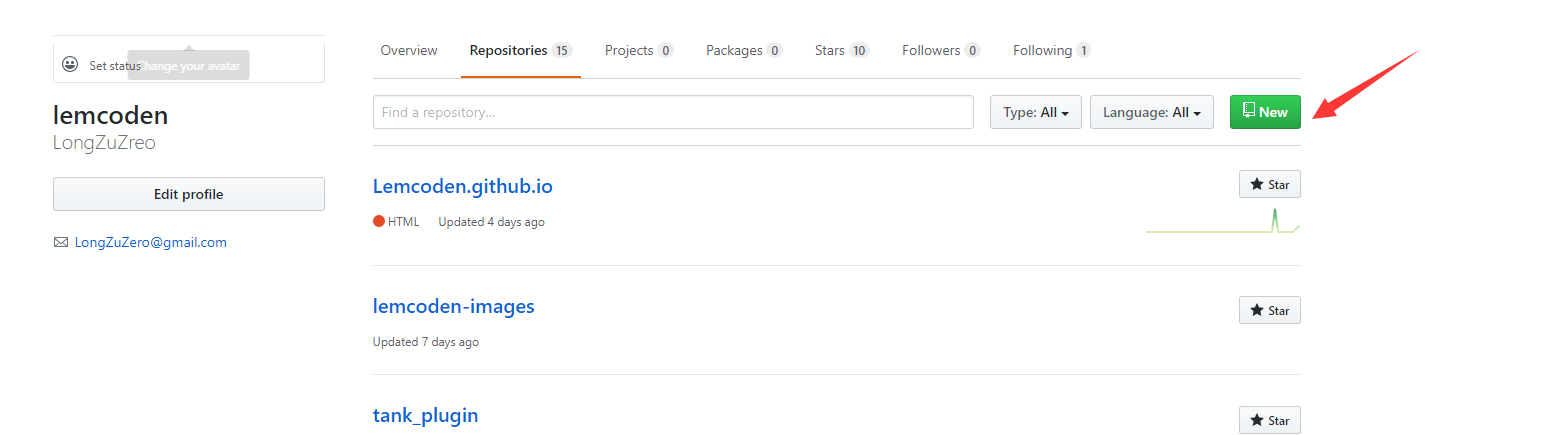 Overview Repositories 15 Projects 0 Packages 0 Stars 10 Followers 0 Following 1
Set status Change your avatar
Find a repository... Type: All Language: All New
lemcoden
LongZuZreo
Edit profile
LongZuZero@gmail.com
Lemcoden.github.io Star
HTML Updated 4 days ago
lemcoden-images Star
Updated 7 days ago
tank_plugin Star